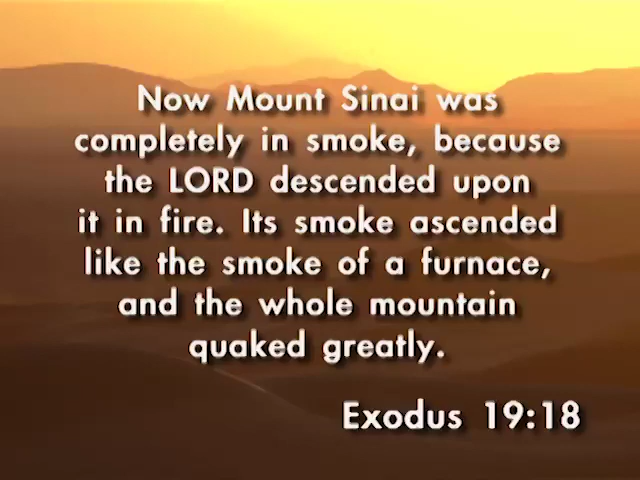 Now Mount Sinai was
completely in smoke, because
the LORD descended upon
it in fire. Its smoke ascended
like the smoke of a furnace,
and the whole mountain
quaked greatly.
Exodus 19:18